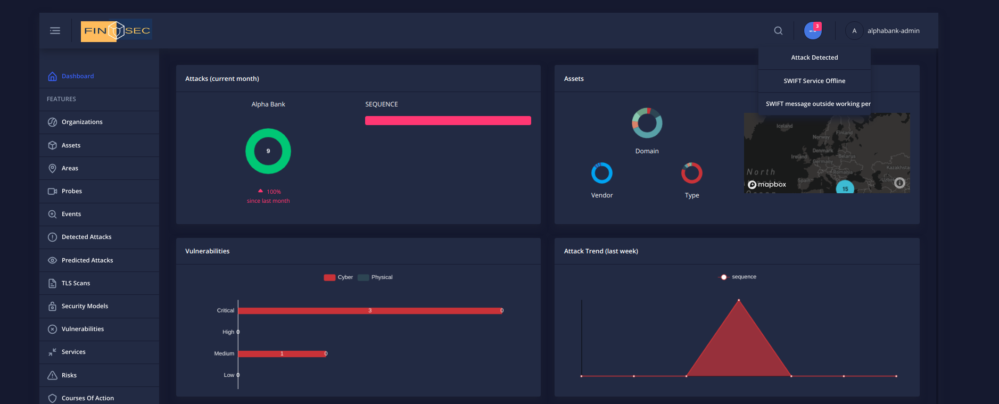 FIN SEC
3
A
alphabank-admin
Attack Detected
SWIFT Service Offline
SWIFT message outside working per
Dashboard
FEATURES
Organizations
Assets
Areas
Probes
Events
Detected Attacks
Predicted Attacks
TLS Scans
Security Models
Vulnerabilities
Services
Risks
Courses Of Action
Attacks (current month)
Alpha Bank
SEQUENCE
9
100%
since last month
Assets
Domain
Vendor
Type
Iceland
Finland
Norway
Denmark
Ireland
Belarus
Germany
Kazakhsta
North
Romania
Spain
Uzbek
mapbox
15
Vulnerabilities
Cyber
Physical
Critical 3 0
High 0
Medium 1 0
Low 0
Attack Trend (last week)
sequence